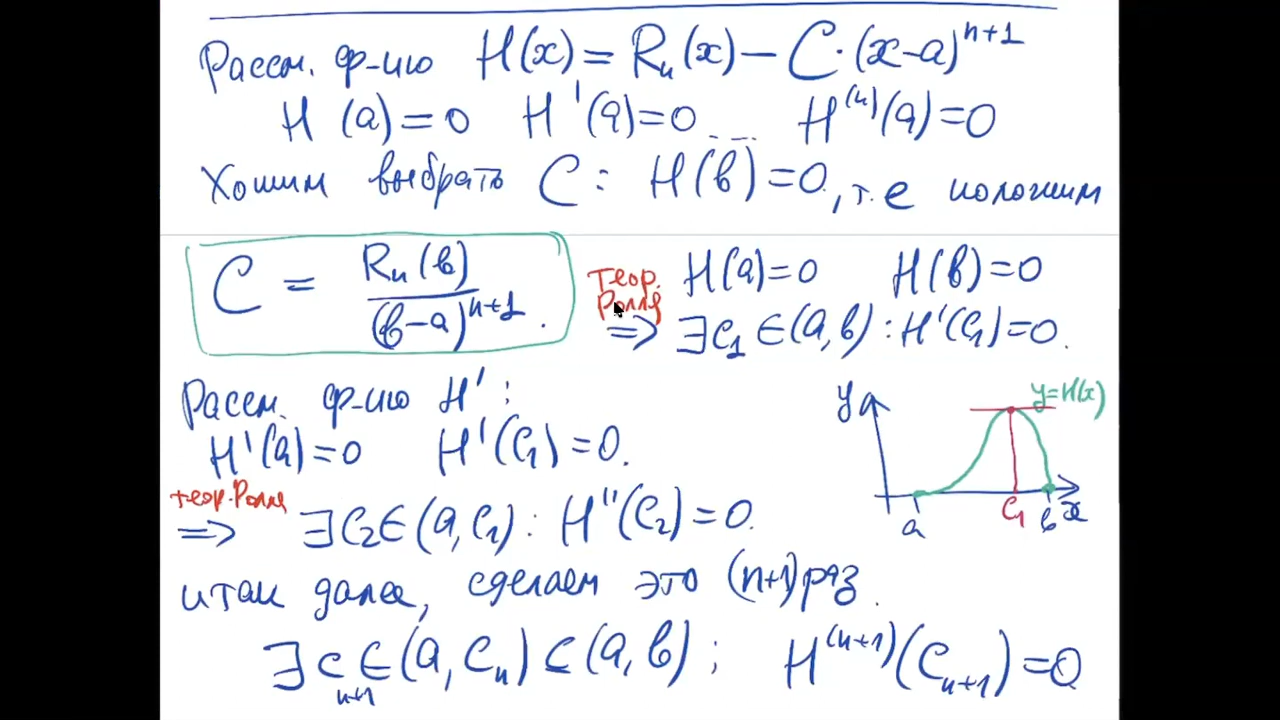 Рассм. ф-ию H(x) = Rₙ(x) − C·(x−a)ⁿ⁺¹
H(a)=0 H'(a)=0 ... H⁽ⁿ⁾(a)=0
Хотим выбрать C: H(b)=0, т.е положим
C = Rₙ(b) / (b−a)ⁿ⁺¹.
теор. Ролля
H(a)=0 H(b)=0
=> ∃ c₁ ∈ (a,b) : H'(c₁)=0.
Рассм. ф-ию H' :
H'(a)=0 H'(c₁)=0.
y
y=H(x)
a c₁ b x
теор. Ролля
=> ∃ c₂ ∈ (a, c₁) : H''(c₂)=0.
и так далее, сделаем это (n+1) раз.
∃ cₙ₊₁ ∈ (a, cₙ) ⊆ (a, b) ; H⁽ⁿ⁺¹⁾(cₙ₊₁)=0